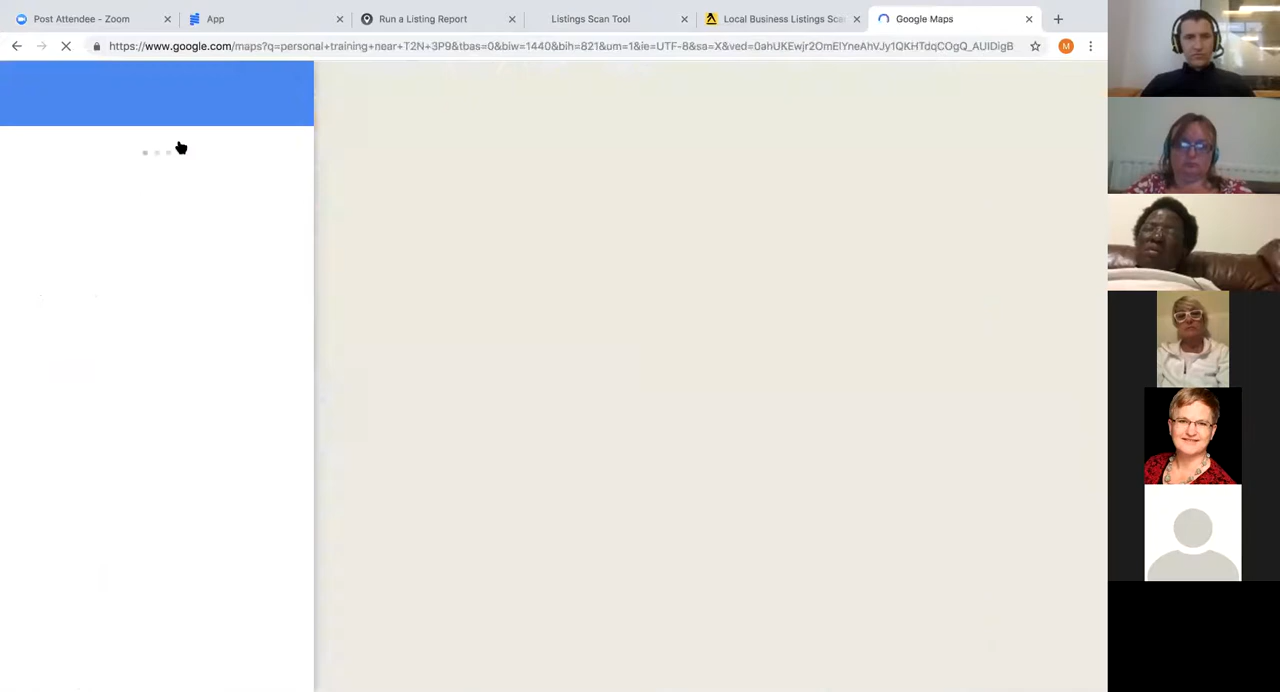 Post Attendee - Zoom
App
Run a Listing Report
Listings Scan Tool
Local Business Listings Sca
Google Maps
https://www.google.com/maps?q=personal+training+near+T2N+3P9&tbas=0&biw=1440&bih=821&um=1&ie=UTF-8&sa=X&ved=0ahUKEwjr2OmElYneAhVJy1QKHTdqCOgQ_AUIDigB
M